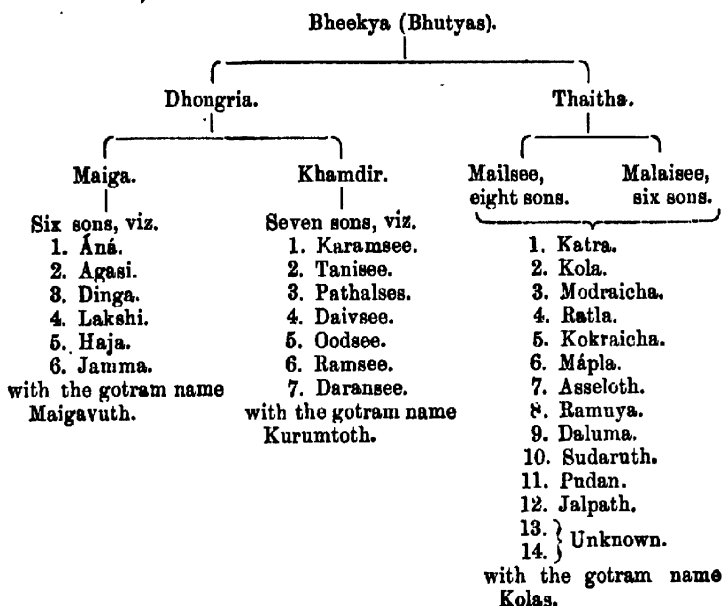 Bheekya (Bhutyas).
Dhongria.
Thaitha.
Maiga.
Khamdir.
Mailsee,
eight sons.
Malaisee,
six sons.
Six sons, viz.
1. Áná.
2. Agasi.
3. Dinga.
4. Lakshi.
5. Haja.
6. Jamma.
with the gotram name
Maigavuth.
Seven sons, viz.
1. Karamsee.
2. Tanisee.
3. Pathalses.
4. Daivsee.
5. Oodsee.
6. Ramsee.
7. Daransee.
with the gotram name
Kurumtoth.
1. Katra.
2. Kola.
3. Modraicha.
4. Ratla.
5. Kokraicha.
6. Mápla.
7. Asseloth.
8. Ramuya.
9. Daluma.
10. Sudaruth.
11. Pudan.
12. Jalpath.
13. } Unknown.
14. }
with the gotram name
Kolas.